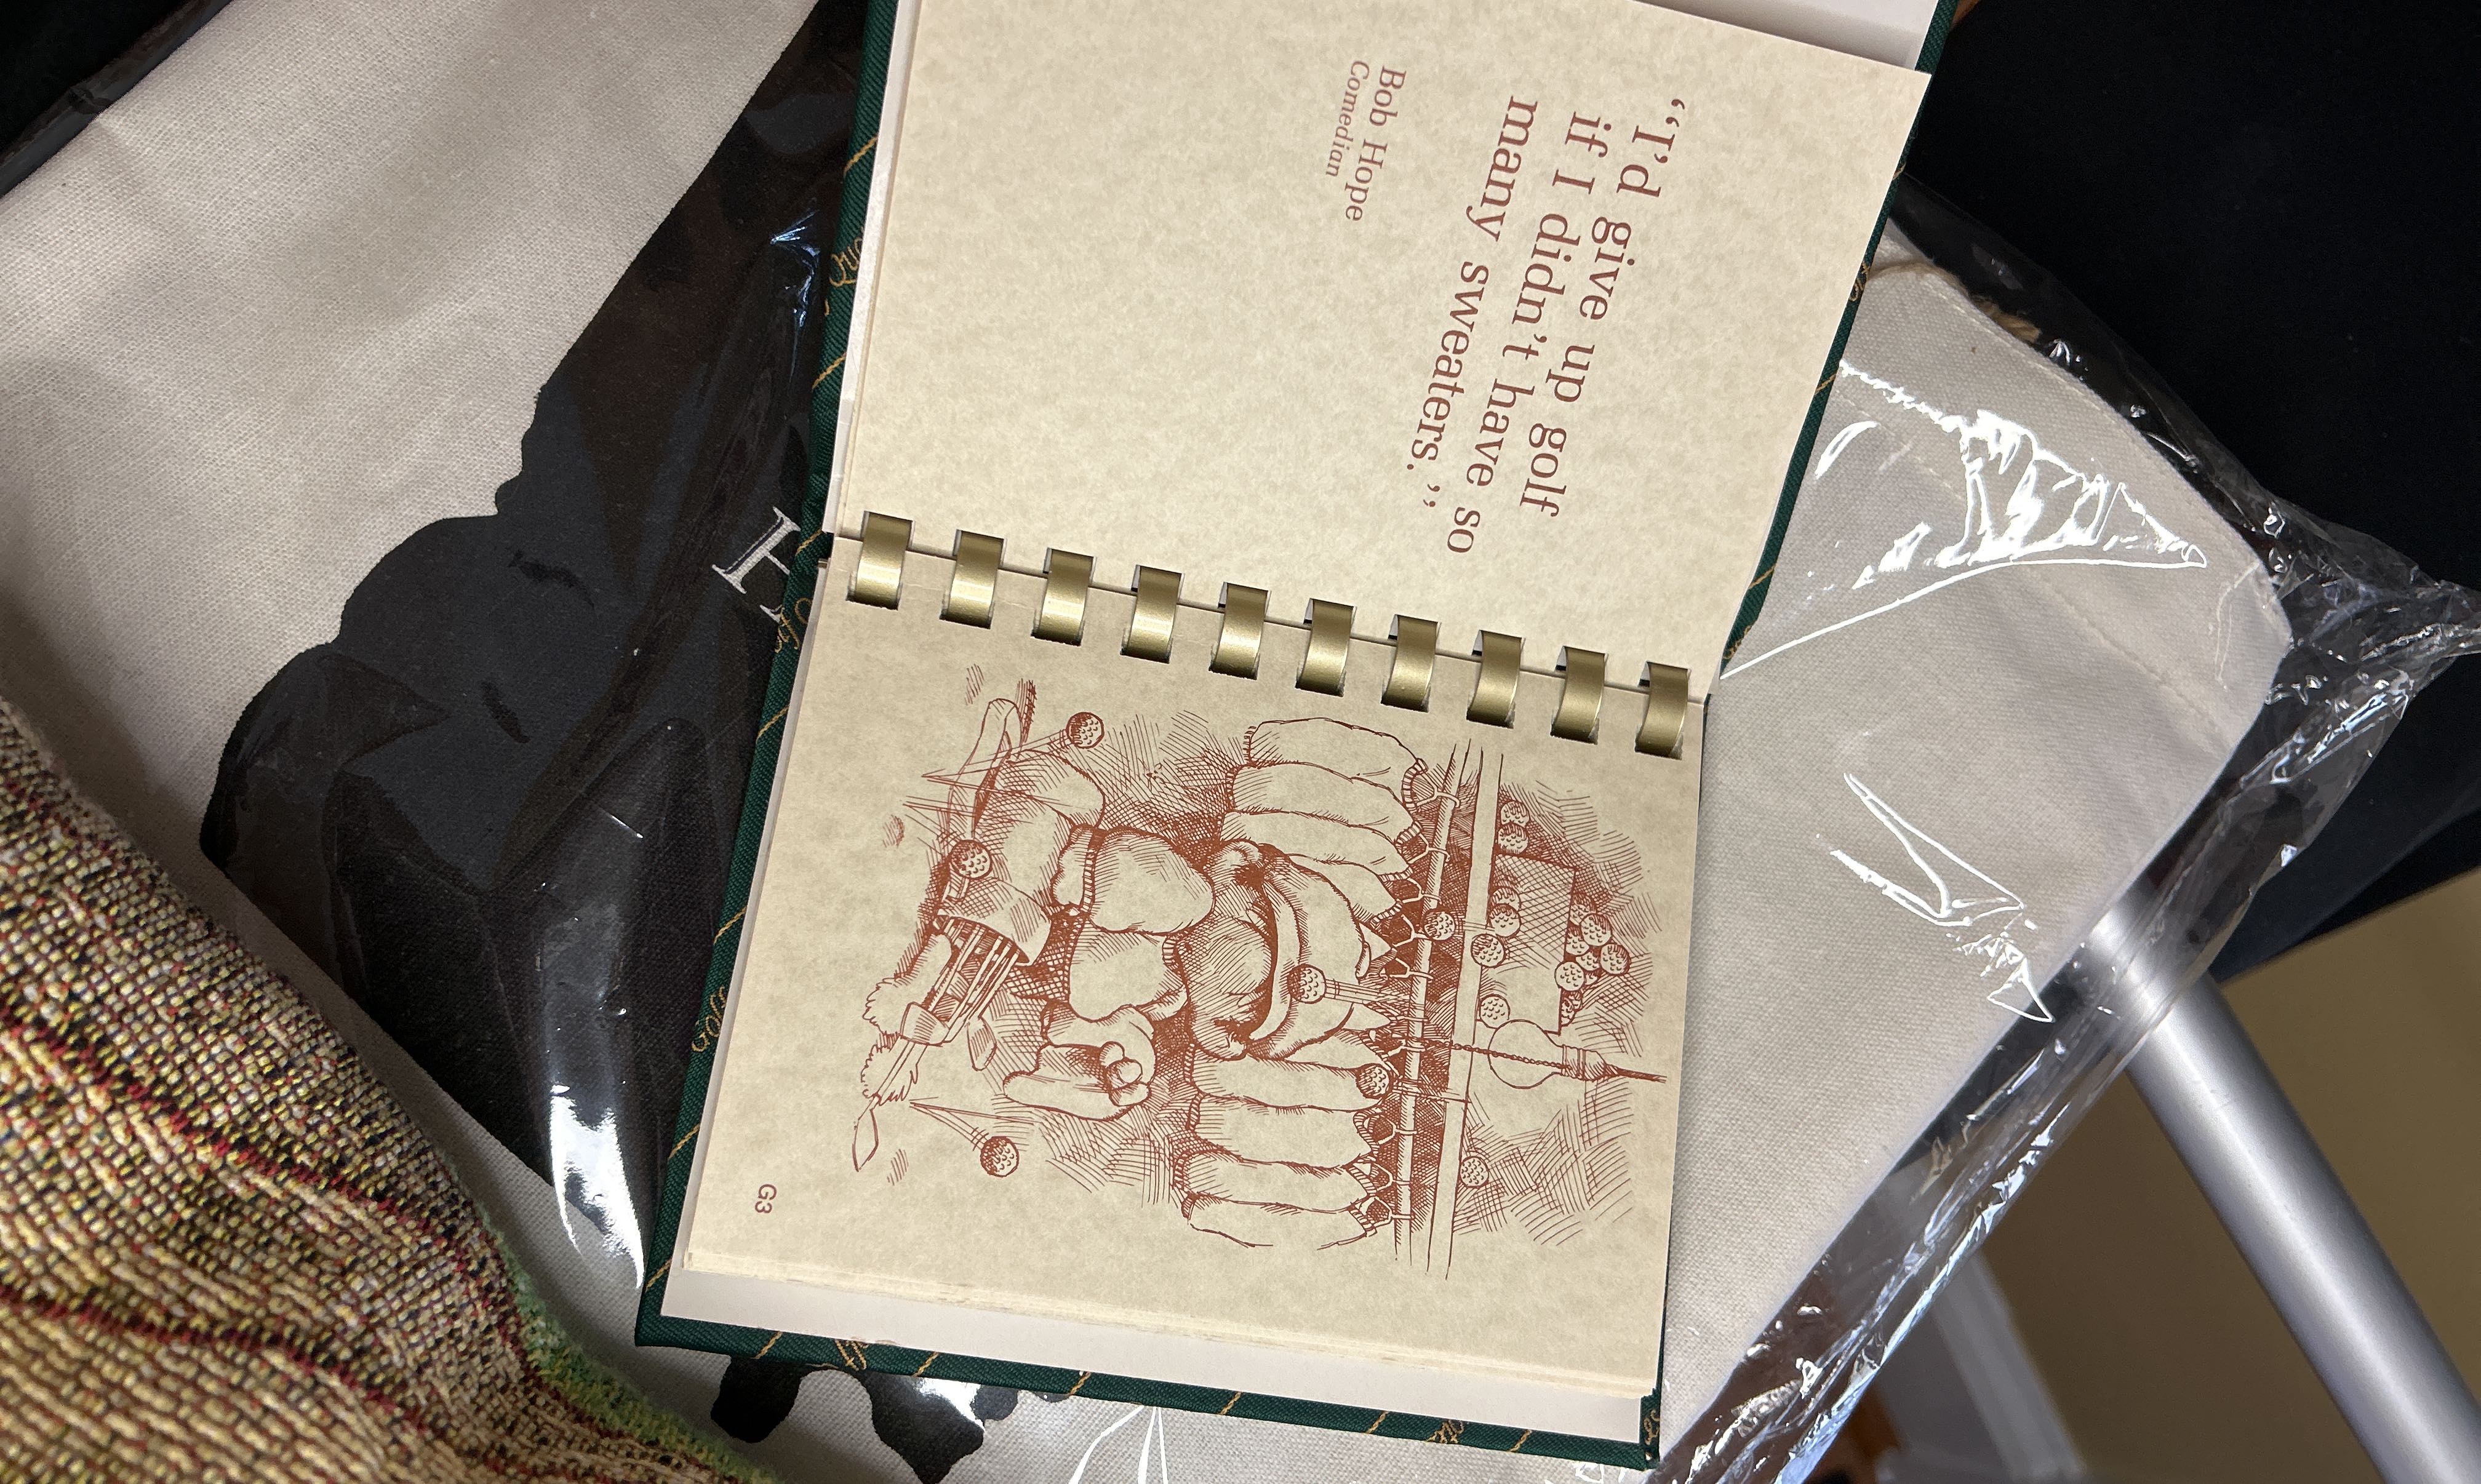 “I'd give up golf
if I didn't have so
many sweaters.”
Bob Hope
Comedian
G3